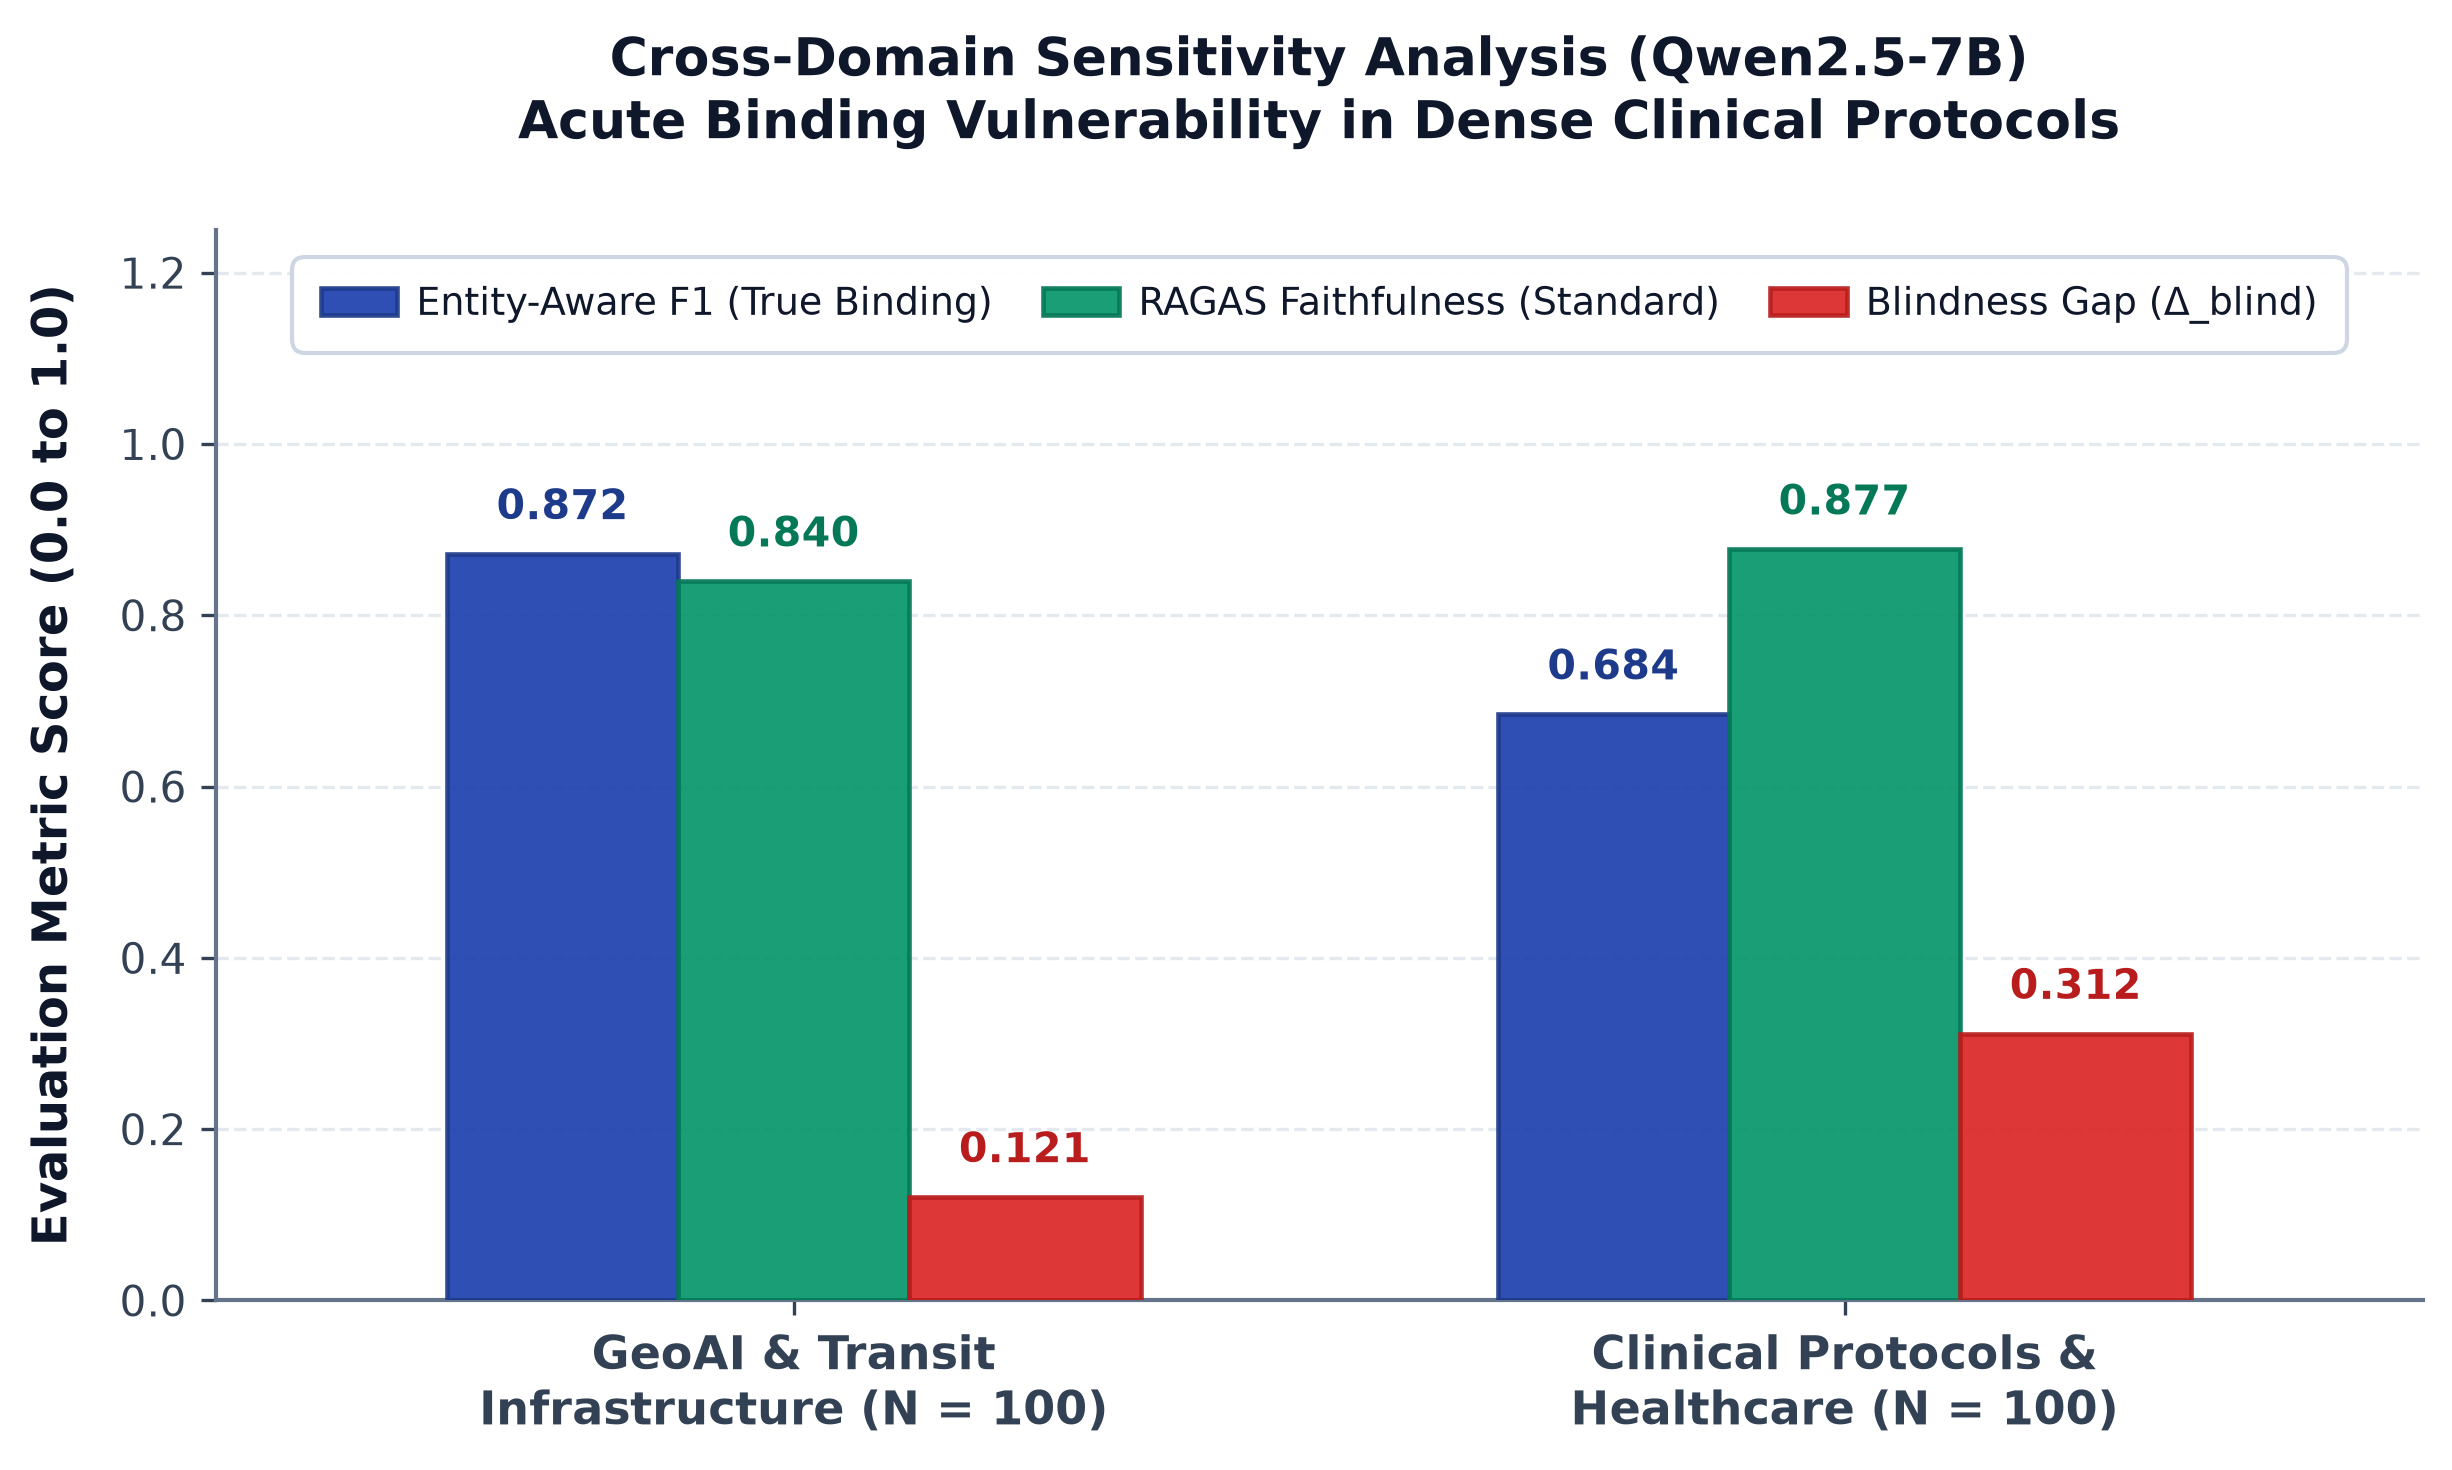 Cross-Domain Sensitivity Analysis (Qwen2.5-7B)
Acute Binding Vulnerability in Dense Clinical Protocols
Evaluation Metric Score (0.0 to 1.0)
1.2
1.0
0.8
0.6
0.4
0.2
0.0
Entity-Aware F1 (True Binding)
RAGAS Faithfulness (Standard)
Blindness Gap (Δ_blind)
0.872
0.840
0.121
0.684
0.877
0.312
GeoAI & Transit
Infrastructure (N = 100)
Clinical Protocols &
Healthcare (N = 100)